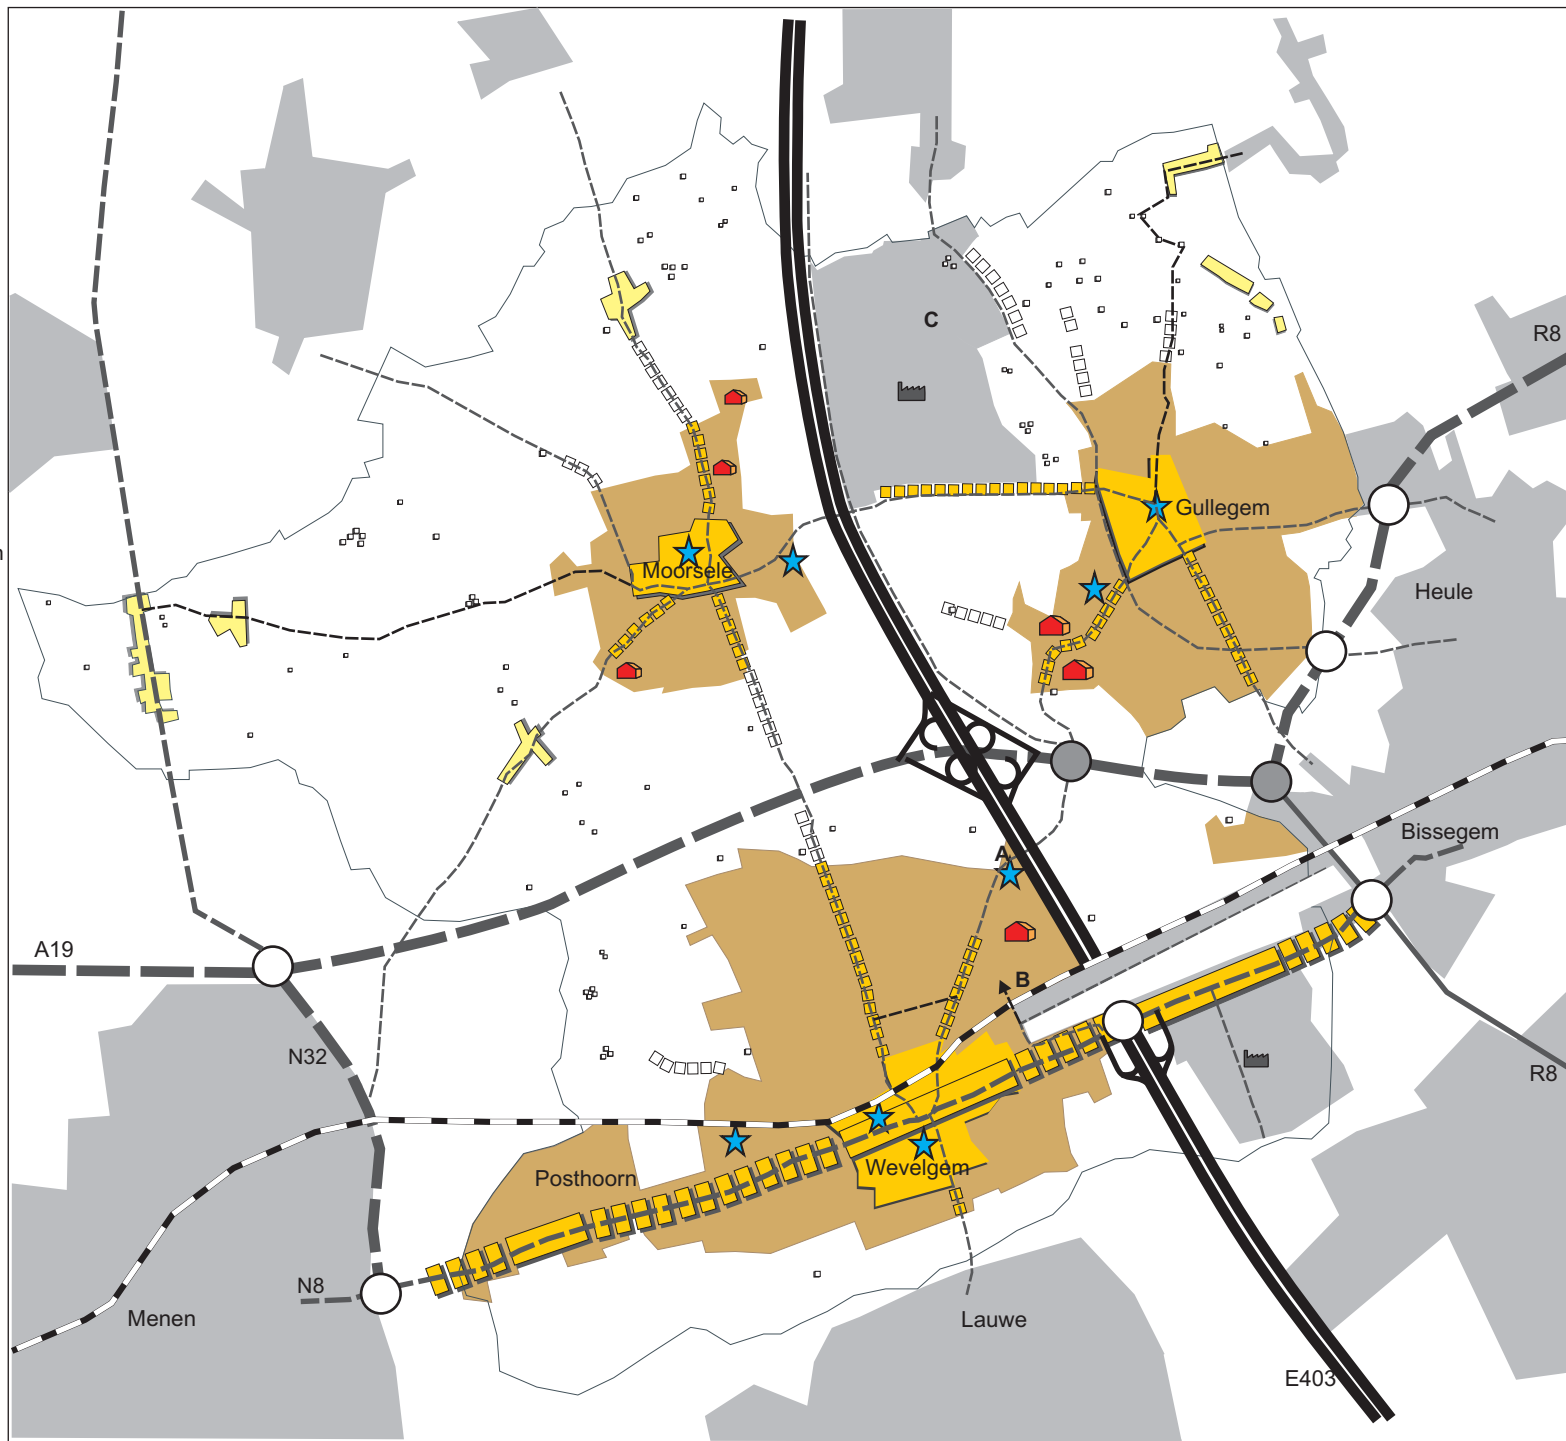 C
R8
Gullegem
Moorsele
Heule
A
Bissegem
A19
B
N32
R8
Wevelgem
Posthoorn
N8
Menen
Lauwe
E403